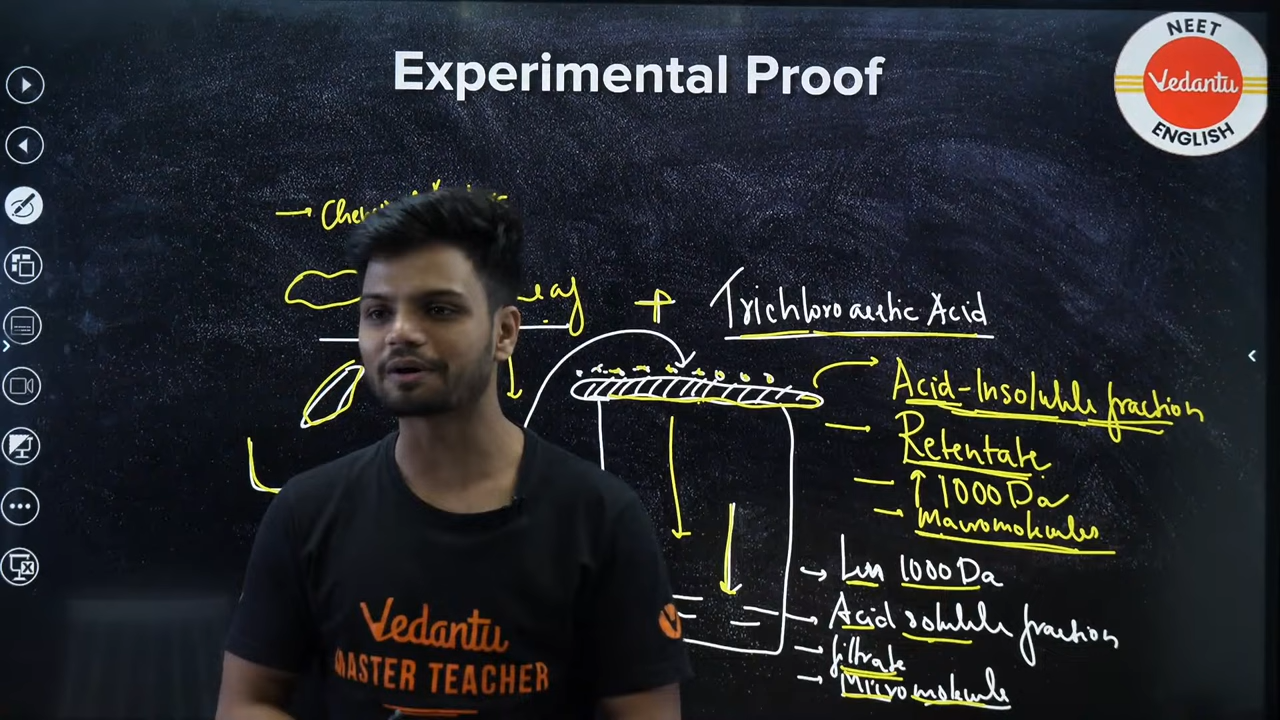 Experimental Proof
NEET
Vedantu
ENGLISH
+ Trichloroacetic Acid
Acid-Insoluble fraction
Retentate
↑ 1000 Da
Macromolecules
Less 1000 Da
Acid soluble fraction
filtrate
Micromolecule
Vedantu
MASTER TEACHER